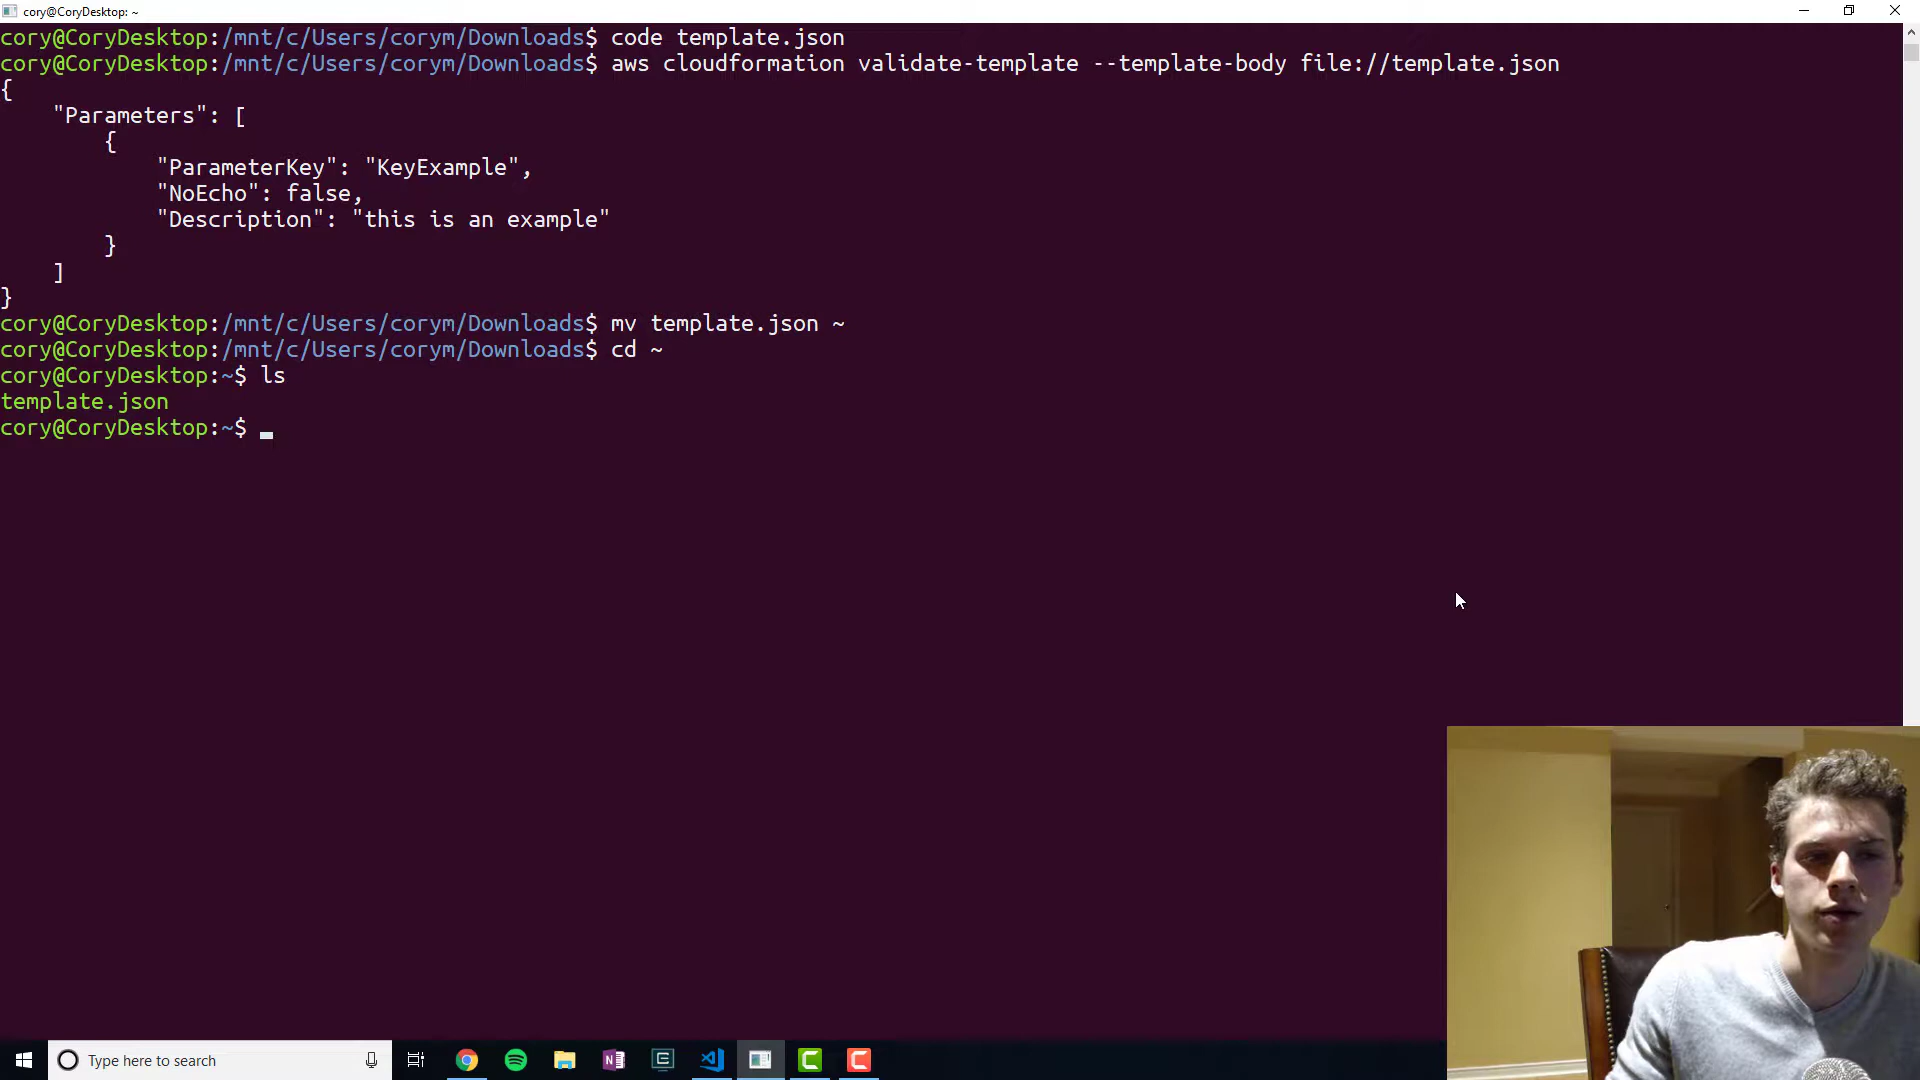 cory@CoryDesktop: ~
cory@CoryDesktop:/mnt/c/Users/corym/Downloads$ code template.json
cory@CoryDesktop:/mnt/c/Users/corym/Downloads$ aws cloudformation validate-template --template-body file://template.json
{
    "Parameters": [
        {
            "ParameterKey": "KeyExample",
            "NoEcho": false,
            "Description": "this is an example"
        }
    ]
}
cory@CoryDesktop:/mnt/c/Users/corym/Downloads$ mv template.json ~
cory@CoryDesktop:/mnt/c/Users/corym/Downloads$ cd ~
cory@CoryDesktop:~$ ls
template.json
cory@CoryDesktop:~$
Type here to search